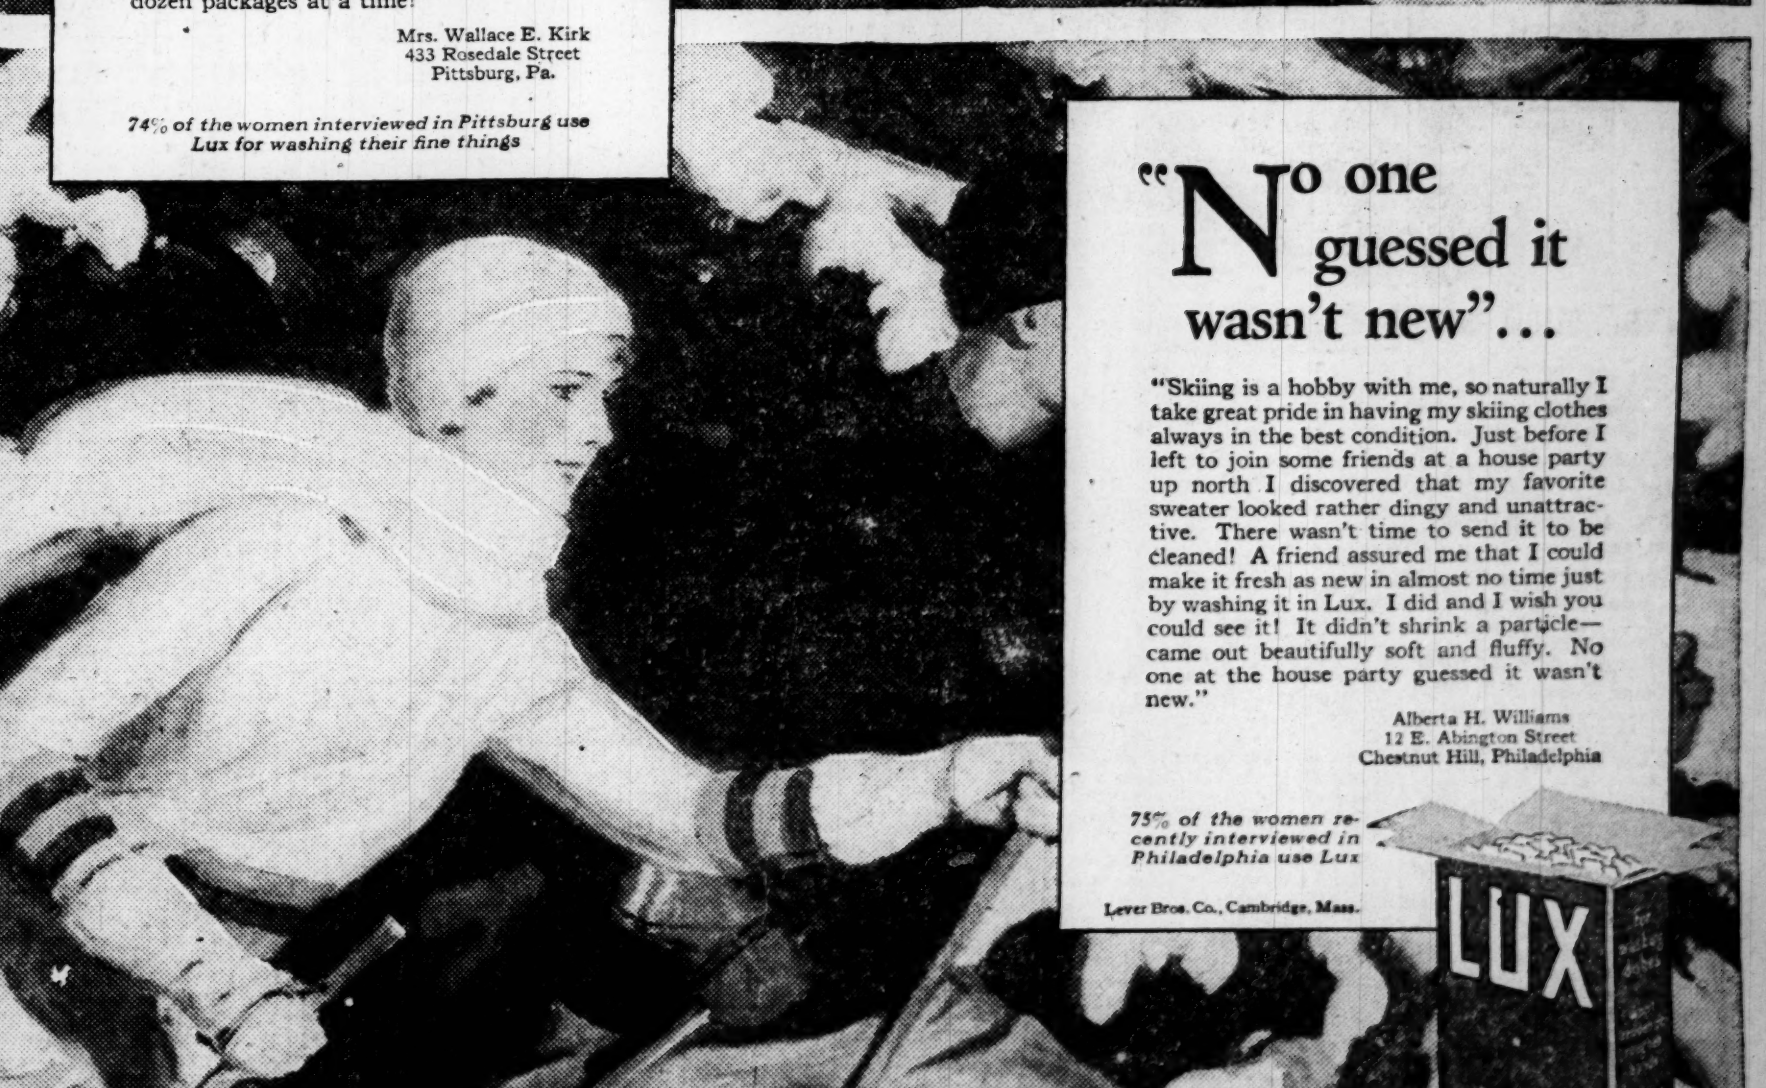 dozen packages at a time!
Mrs. Wallace E. Kirk
433 Rosedale Street
Pittsburg, Pa.
74% of the women interviewed in Pittsburg use
Lux for washing their fine things
"No one
guessed it
wasn't new"...
"Skiing is a hobby with me, so naturally I
take great pride in having my skiing clothes
always in the best condition. Just before I
left to join some friends at a house party
up north I discovered that my favorite
sweater looked rather dingy and unattrac-
tive. There wasn't time to send it to be
cleaned! A friend assured me that I could
make it fresh as new in almost no time just
by washing it in Lux. I did and I wish you
could see it! It didn't shrink a particle—
came out beautifully soft and fluffy. No
one at the house party guessed it wasn't
new."
Alberta H. Williams
12 E. Abington Street
Chestnut Hill, Philadelphia
75% of the women re-
cently interviewed in
Philadelphia use Lux
Lever Bros. Co., Cambridge, Mass.
LUX